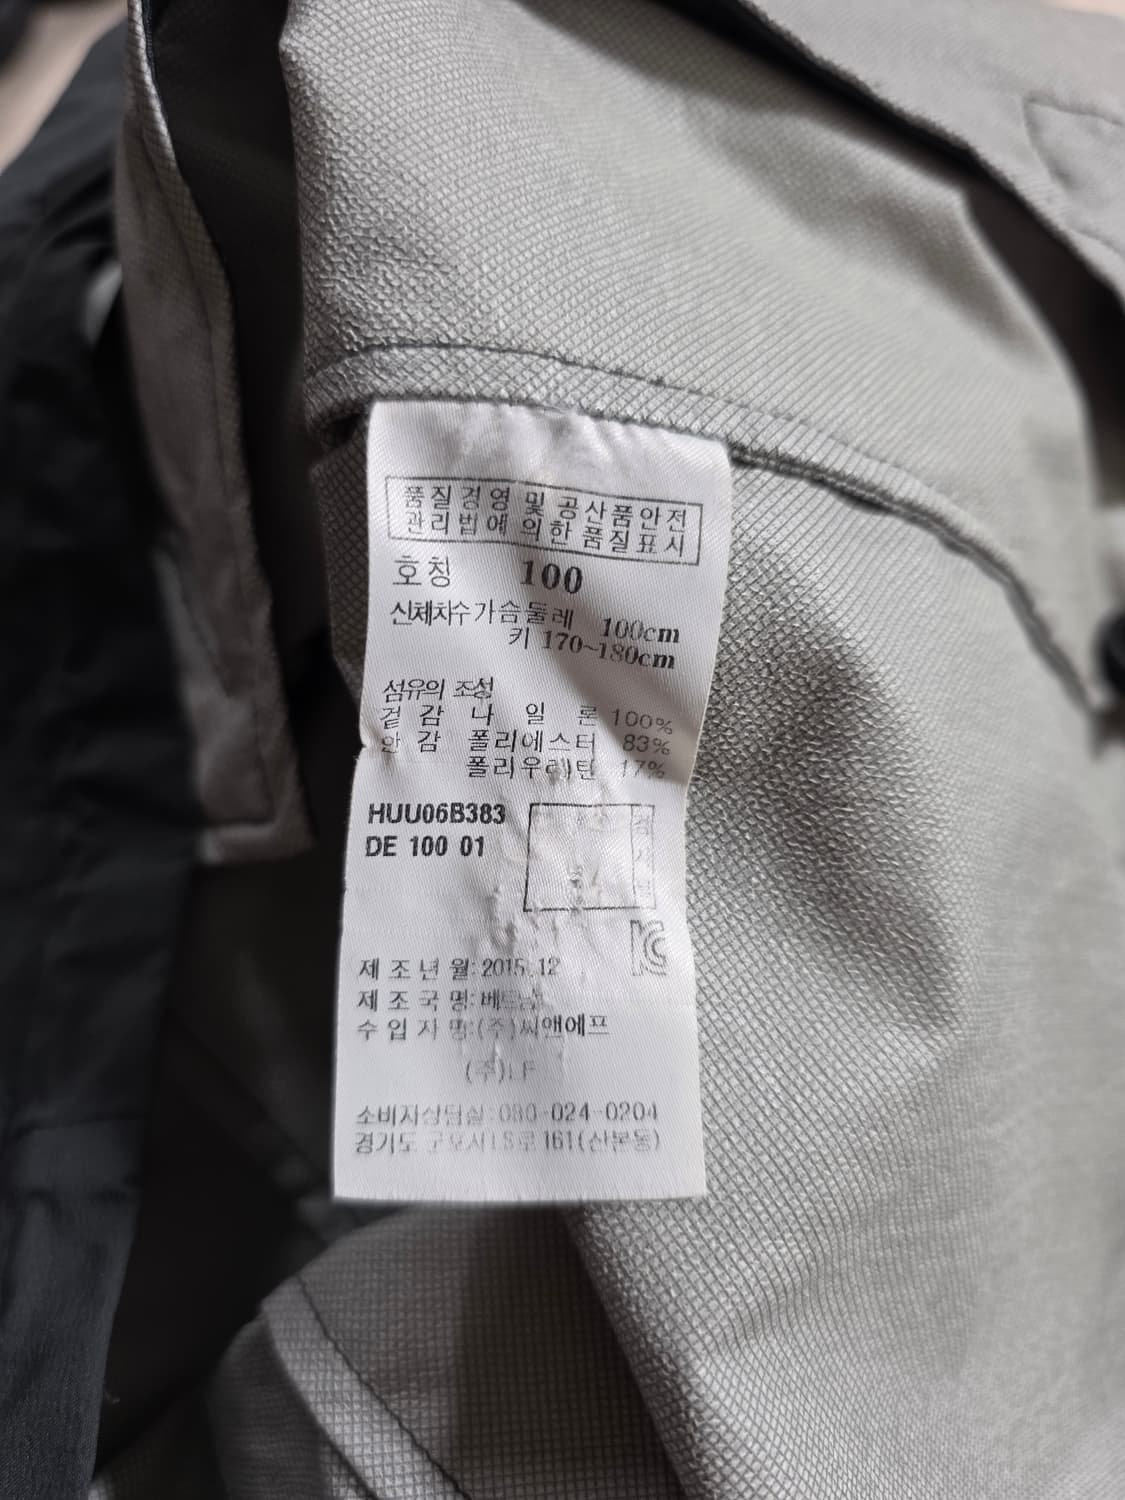 품질경영 및 공산품안전
관리법에 의한 품질표시
호칭 100
신체치수 가슴둘레 100cm
키 170~180cm
섬유의 조성
겉감 나일론 100%
안감 폴리에스터 83%
폴리우레탄 17%
HUU06B383
DE 100 01
제조년월: 2015.12
제조국명: 베트남
수입자명:(주)씨앤에프
(주)LF
소비자상담실: 080-024-0204
경기도 군포시 LS로 161(산본동)